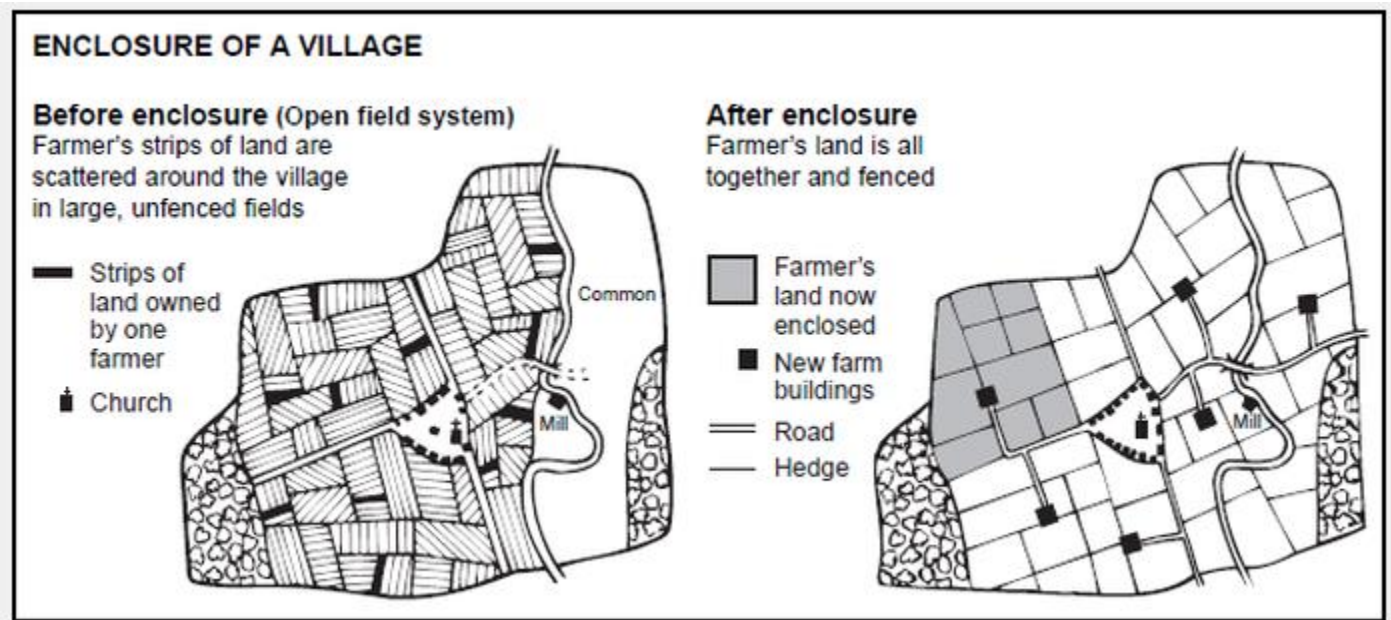 ENCLOSURE OF A VILLAGE
Before enclosure (Open field system)
Farmer's strips of land are
scattered around the village
in large, unfenced fields
Strips of
land owned
by one
farmer
Church
Common
Mill
After enclosure
Farmer's land is all
together and fenced
Farmer's
land now
enclosed
New farm
buildings
Road
Hedge
Mill